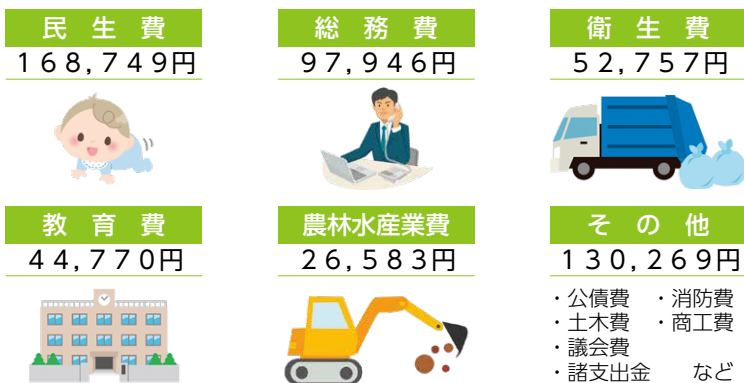 民生費
168,749円
総務費
97,946円
衛生費
52,757円
教育費
44,770円
農林水産業費
26,583円
その他
130,269円
・公債費 ・消防費
・土木費 ・商工費
・議会費
・諸支出金 など